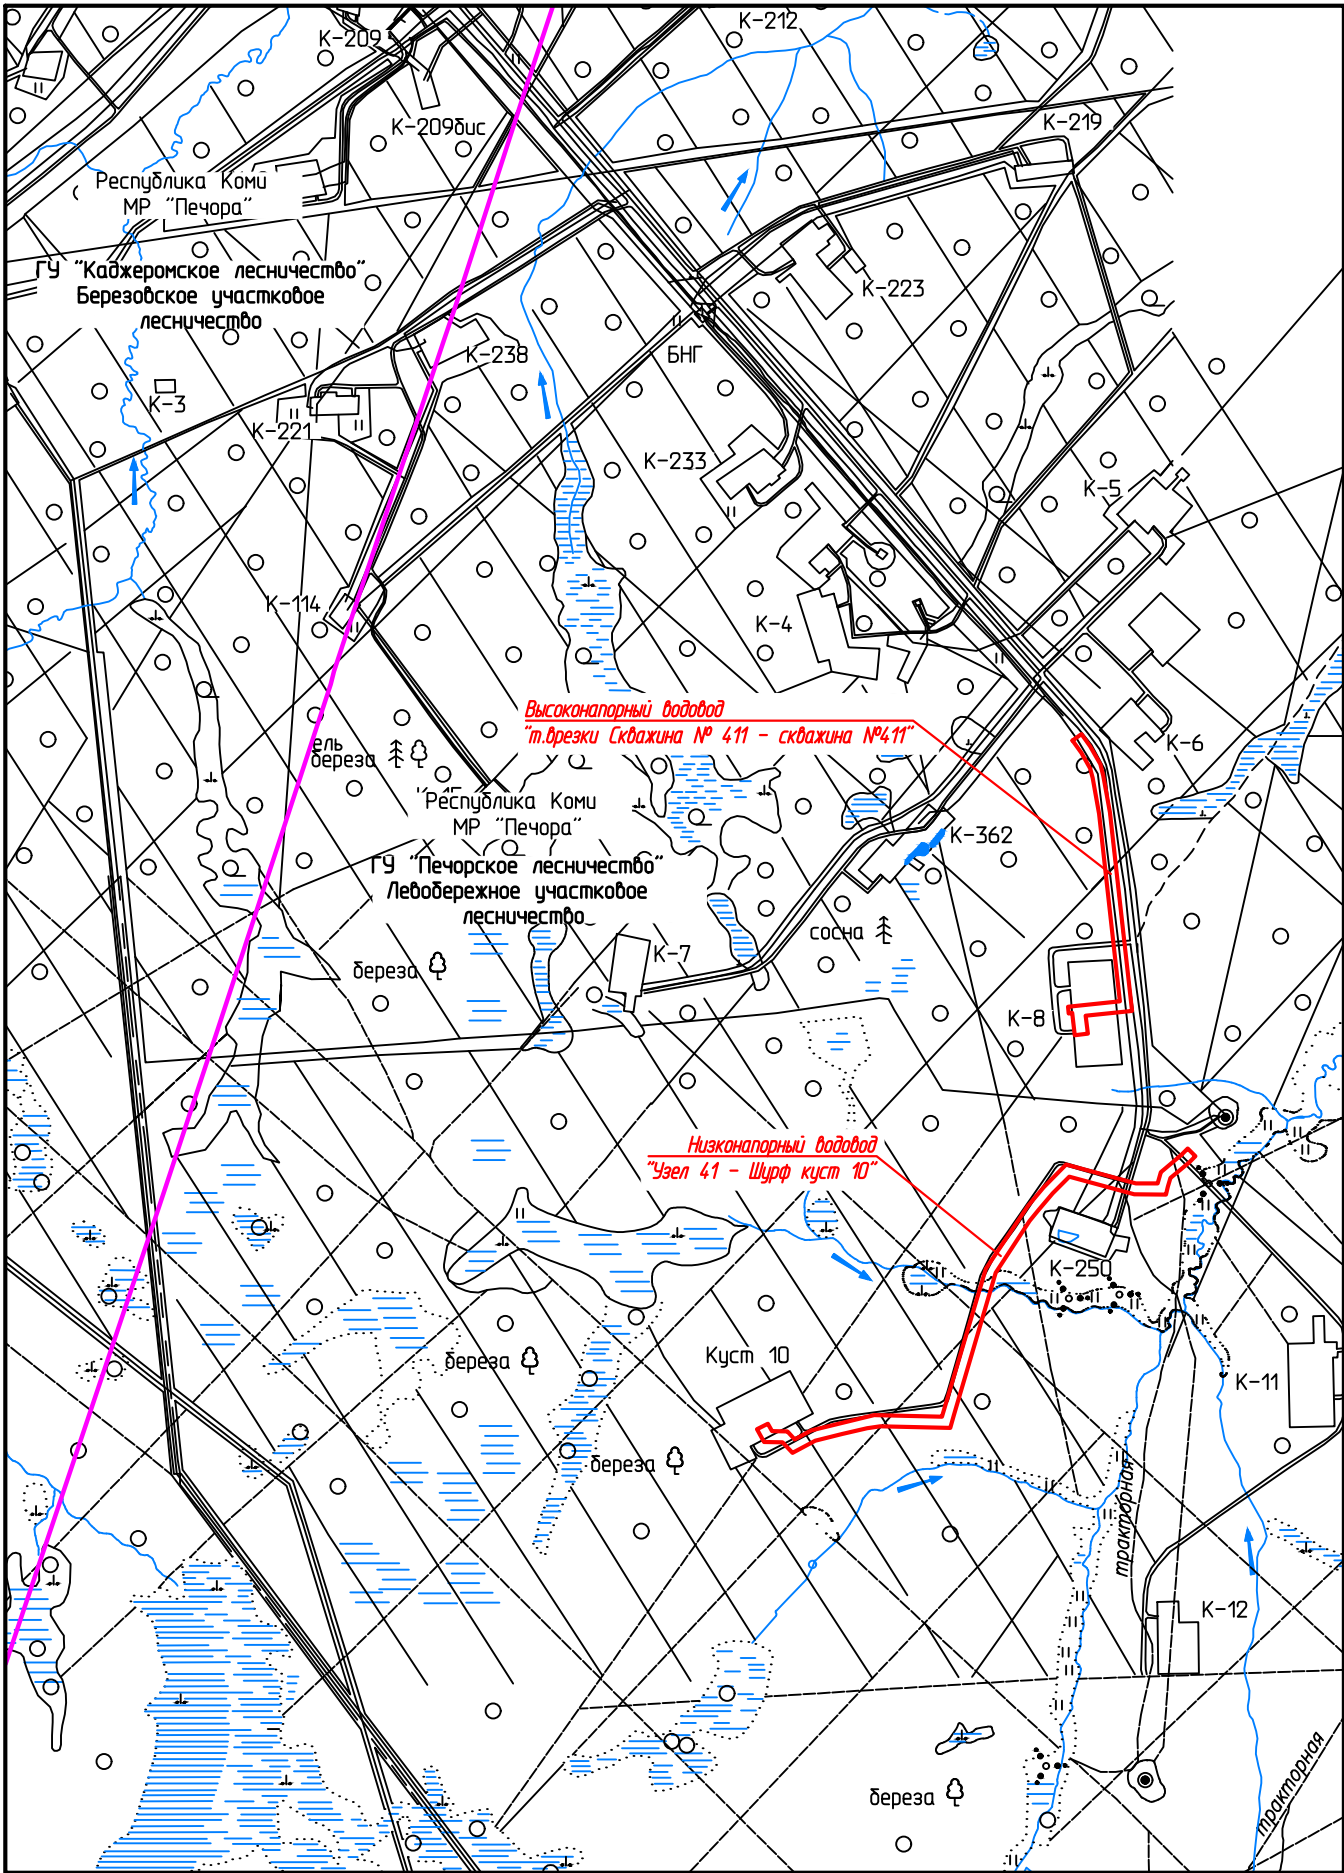 К-209
К-212
К-209бис
К-219
Республика Коми
МР "Печора"
ГУ "Каджеромское лесничество"
Березовское участковое
лесничество
К-223
БНГ
К-238
К-3
К-221
К-233
К-5
К-114
К-4
Высоконапорный водовод
"т.врезки Скважина № 411 - скважина №411"
К-6
ель
береза
Республика Коми
МР "Печора"
К-362
ГУ "Печорское лесничество"
Левобережное участковое
лесничество
сосна
береза
К-7
К-8
Низконапорный водовод
"Узел 41 - Шурф куст 10"
К-250
Куст 10
береза
К-11
береза
тракторная
К-12
тракторная
береза